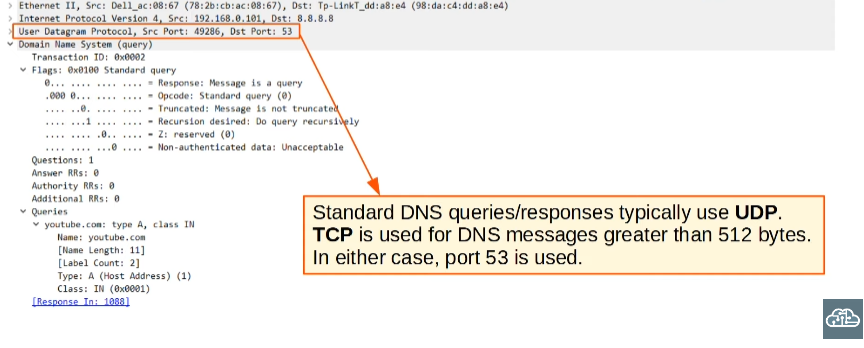 Ethernet II, Src: Dell_ac:08:67 (78:2b:cb:ac:08:67), Dst: Tp-LinkT_dd:a8:e4 (98:da:c4:dd:a8:e4)
Internet Protocol Version 4, Src: 192.168.0.101, Dst: 8.8.8.8
User Datagram Protocol, Src Port: 49286, Dst Port: 53
Domain Name System (query)
Transaction ID: 0x0002
Flags: 0x0100 Standard query
0... .... .... .... = Response: Message is a query
.000 0... .... .... = Opcode: Standard query (0)
.... ..0. .... .... = Truncated: Message is not truncated
.... ...1 .... .... = Recursion desired: Do query recursively
.... .... .0.. .... = Z: reserved (0)
.... .... ...0 .... = Non-authenticated data: Unacceptable
Questions: 1
Answer RRs: 0
Authority RRs: 0
Additional RRs: 0
Queries
youtube.com: type A, class IN
Name: youtube.com
[Name Length: 11]
[Label Count: 2]
Type: A (Host Address) (1)
Class: IN (0x0001)
[Response In: 1088]
Standard DNS queries/responses typically use UDP.
TCP is used for DNS messages greater than 512 bytes.
In either case, port 53 is used.